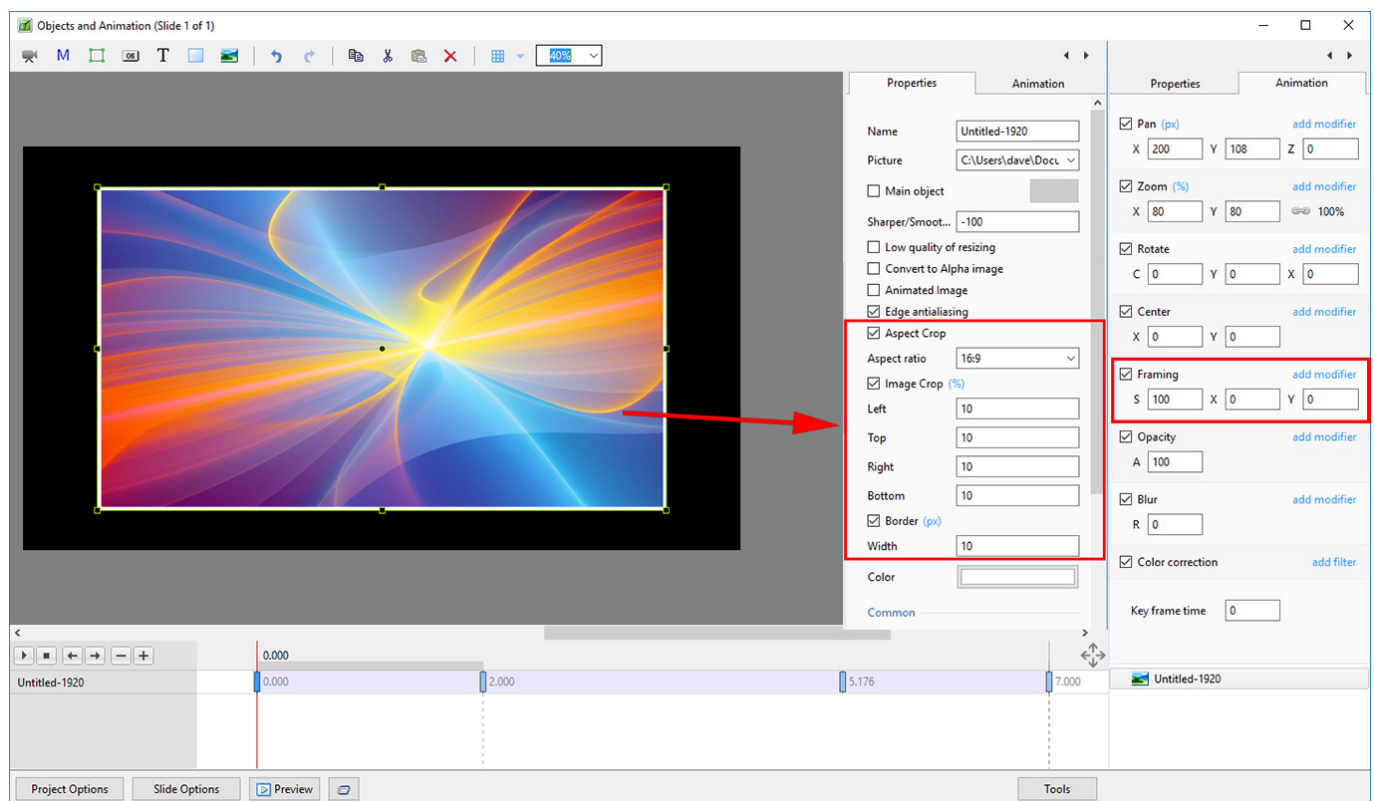 Objects and Animation (Slide 1 of 1)
M OK T 40%
Properties Animation
Name Untitled-1920
Picture C:\Users\dave\Docu
Main object
Sharper/Smoot... -100
Low quality of resizing
Convert to Alpha image
Animated Image
Edge antialiasing
Aspect Crop
Aspect ratio 16:9
Image Crop (%)
Left 10
Top 10
Right 10
Bottom 10
Border (px)
Width 10
Color
Common
Properties Animation
Pan (px) add modifier
X 200 Y 108 Z 0
Zoom (%) add modifier
X 80 Y 80 100%
Rotate add modifier
C 0 Y 0 X 0
Center add modifier
X 0 Y 0
Framing add modifier
S 100 X 0 Y 0
Opacity add modifier
A 100
Blur add modifier
R 0
Color correction add filter
Key frame time 0
0.000
Untitled-1920 0.000 2.000 5.176 7.000
Untitled-1920
Project Options Slide Options Preview Tools